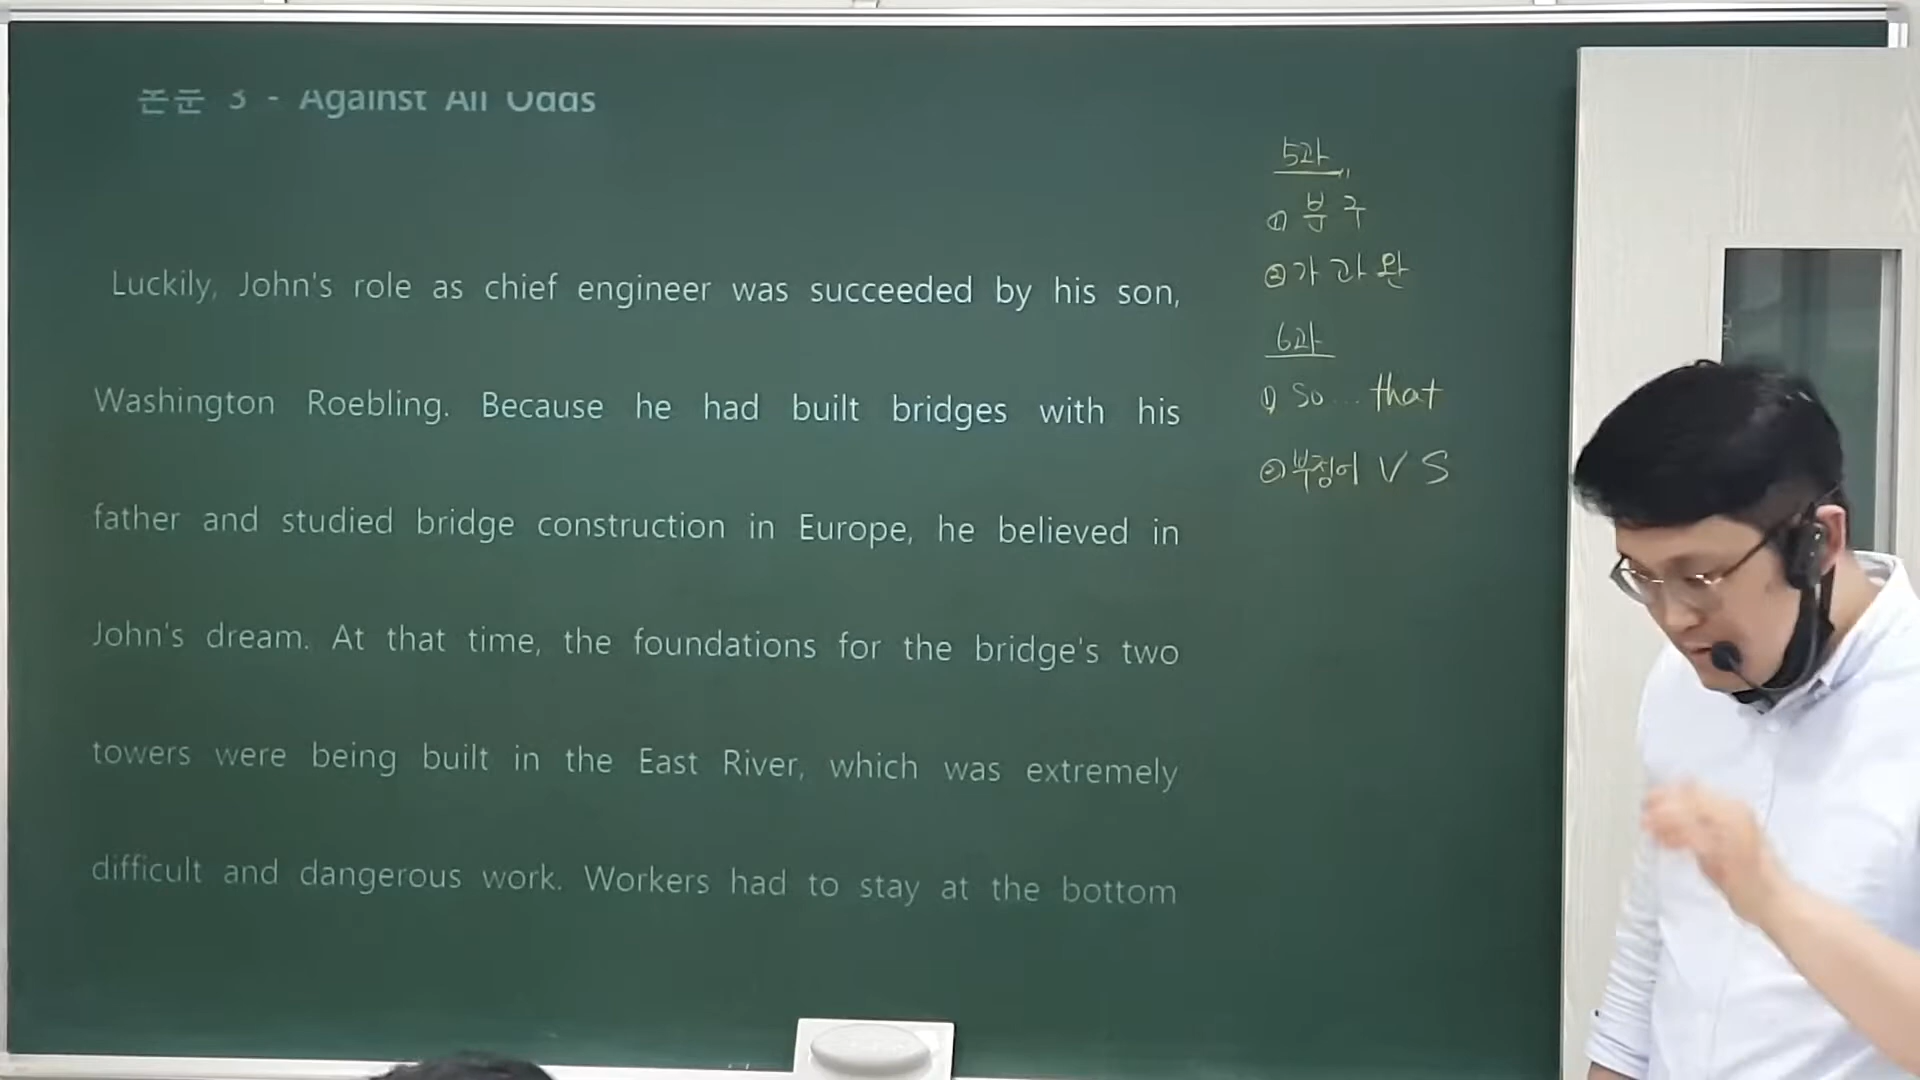 본문 3 - Against All Odds
Luckily, John's role as chief engineer was succeeded by his son,
Washington Roebling. Because he had built bridges with his
father and studied bridge construction in Europe, he believed in
John's dream. At that time, the foundations for the bridge's two
towers were being built in the East River, which was extremely
difficult and dangerous work. Workers had to stay at the bottom
5과
① 분 구
② 가 과 완
6과
① so ... that
② 부정어 V S